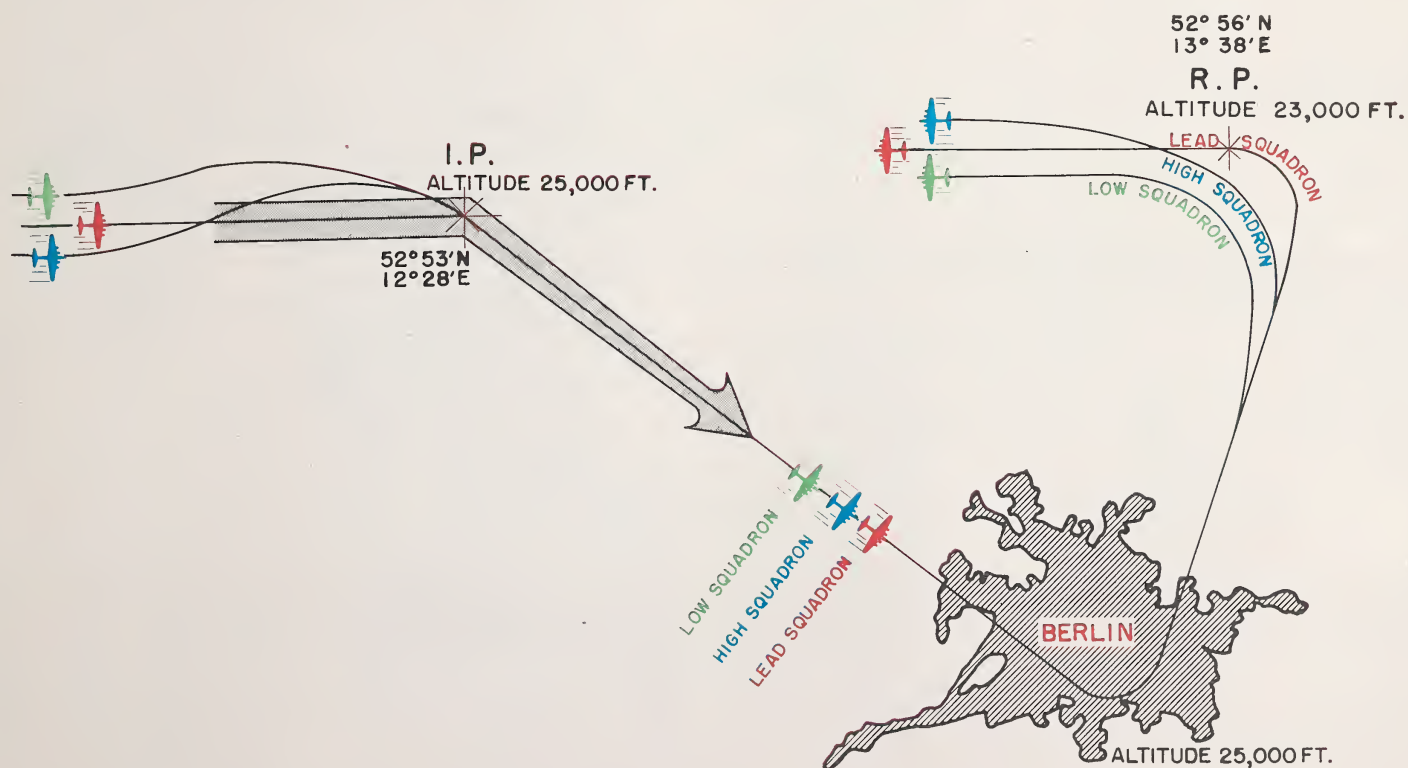 I.P.
ALTITUDE 25,000 FT.
52°53'N
12°28'E
52° 56' N
13° 38' E
R. P.
ALTITUDE 23,000 FT.
LEAD SQUADRON
HIGH SQUADRON
LOW SQUADRON
LOW SQUADRON
HIGH SQUADRON
LEAD SQUADRON
BERLIN
ALTITUDE 25,000 FT.